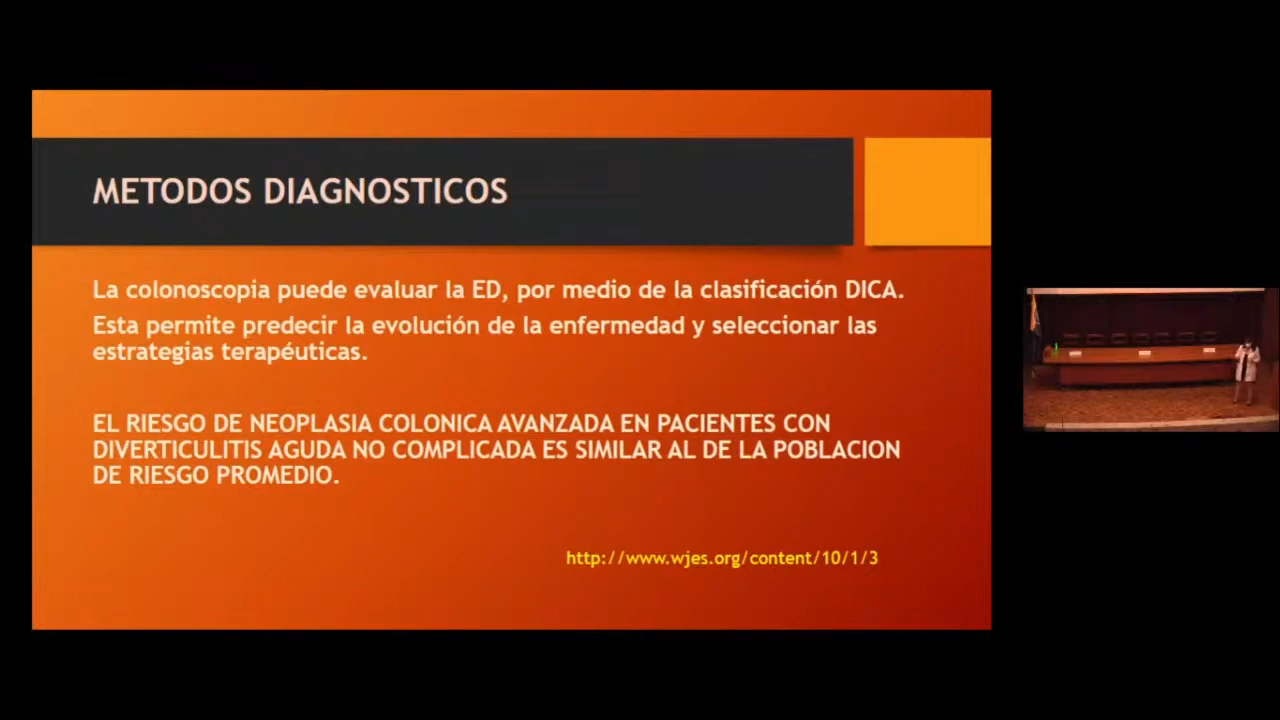 METODOS DIAGNOSTICOS
La colonoscopia puede evaluar la ED, por medio de la clasificación DICA.
Esta permite predecir la evolución de la enfermedad y seleccionar las
estrategias terapéuticas.
EL RIESGO DE NEOPLASIA COLONICA AVANZADA EN PACIENTES CON
DIVERTICULITIS AGUDA NO COMPLICADA ES SIMILAR AL DE LA POBLACION
DE RIESGO PROMEDIO.
http://www.wjes.org/content/10/1/3